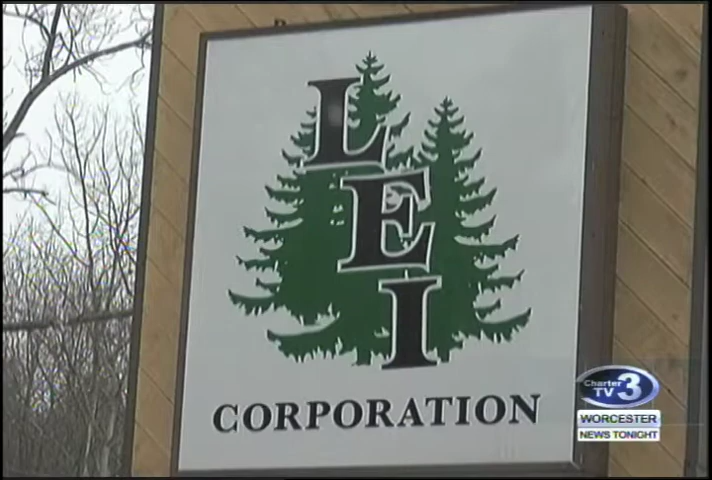 L
E
I
CORPORATION
Charter
TV 3
WORCESTER
NEWS TONIGHT